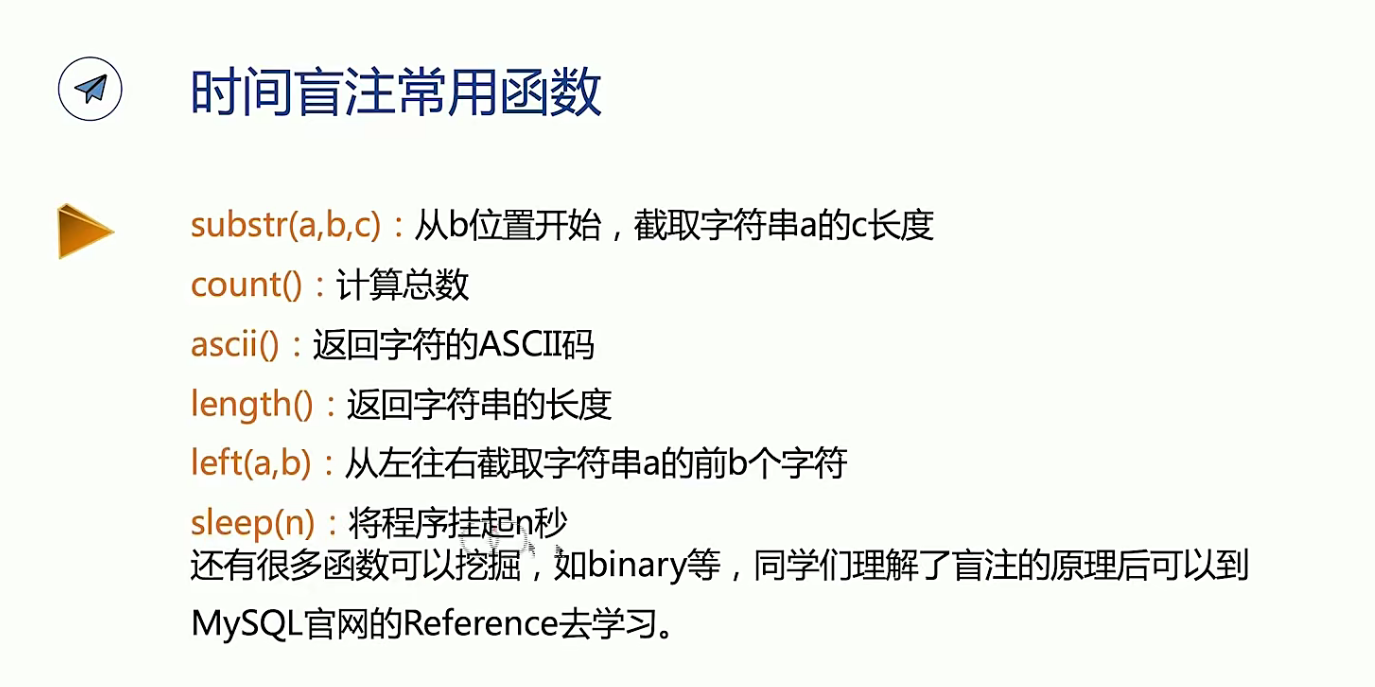 时间盲注常用函数
substr(a,b,c)：从b位置开始，截取字符串a的c长度
count()：计算总数
ascii()：返回字符的ASCII码
length()：返回字符串的长度
left(a,b)：从左往右截取字符串a的前b个字符
sleep(n)：将程序挂起n秒
还有很多函数可以挖掘，如binary等，同学们理解了盲注的原理后可以到
MySQL官网的Reference去学习。